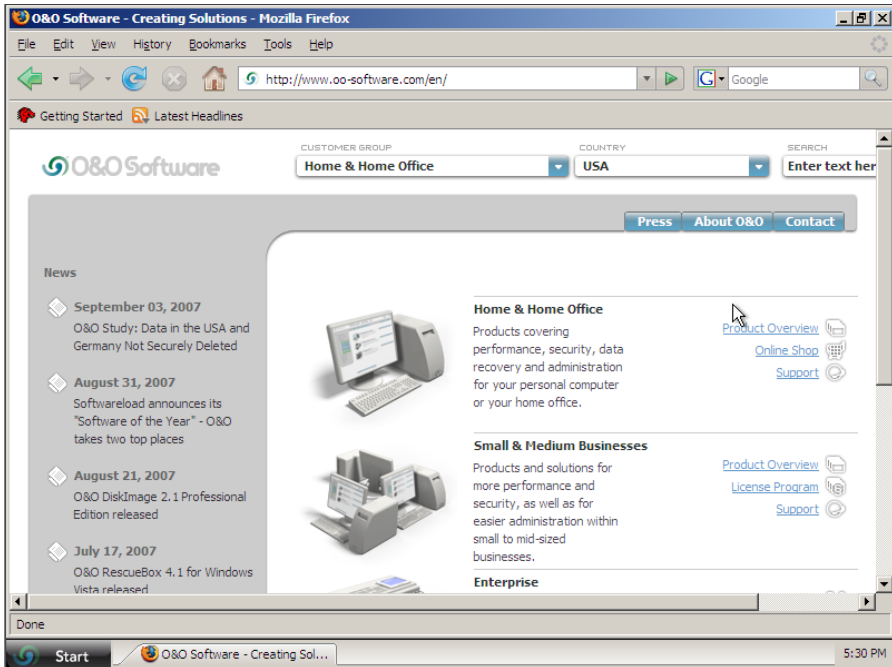 O&O Software - Creating Solutions - Mozilla Firefox
File Edit View History Bookmarks Tools Help
http://www.oo-software.com/en/
G Google
Getting Started Latest Headlines
O&O Software
CUSTOMER GROUP
Home & Home Office
COUNTRY
USA
SEARCH
Enter text her
Press About O&O Contact
News
September 03, 2007
O&O Study: Data in the USA and
Germany Not Securely Deleted
August 31, 2007
Softwareload announces its
"Software of the Year" - O&O
takes two top places
August 21, 2007
O&O DiskImage 2.1 Professional
Edition released
July 17, 2007
O&O RescueBox 4.1 for Windows
Vista released
Home & Home Office
Products covering
performance, security, data
recovery and administration
for your personal computer
or your home office.
Product Overview
Online Shop
Support
Small & Medium Businesses
Products and solutions for
more performance and
security, as well as for
easier administration within
small to mid-sized
businesses.
Product Overview
License Program
Support
Enterprise
Done
Start O&O Software - Creating Sol... 5:30 PM